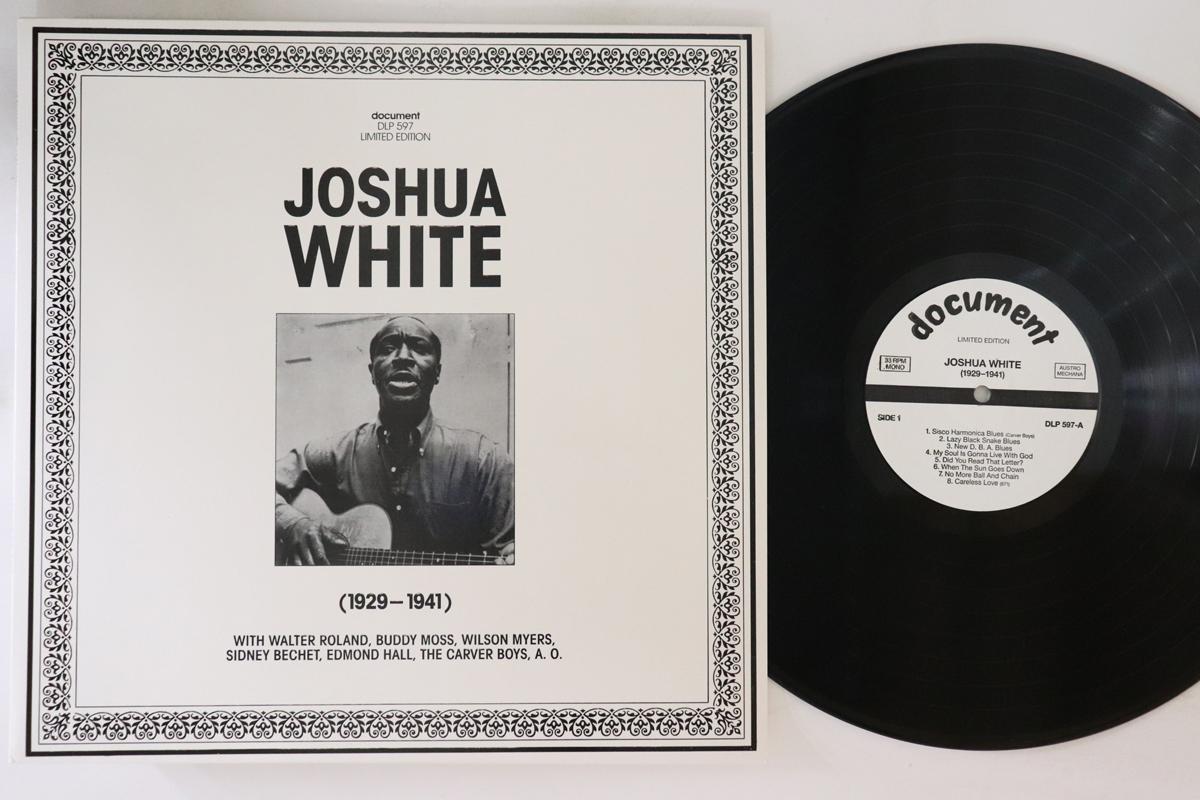 document
DLP 597
LIMITED EDITION
JOSHUA
WHITE
(1929–1941)
WITH WALTER ROLAND, BUDDY MOSS, WILSON MYERS,
SIDNEY BECHET, EDMOND HALL, THE CARVER BOYS, A. O.
document
LIMITED EDITION
33 RPM
MONO
JOSHUA WHITE
(1929–1941)
AUSTRO
MECHANA
SIDE 1
DLP 597-A
1. Sisco Harmonica Blues (Carver Boys)
2. Lazy Black Snake Blues
3. New D. B. A. Blues
4. My Soul Is Gonna Live With God
5. Did You Read That Letter?
6. When The Sun Goes Down
7. No More Ball And Chain
8. Careless Love